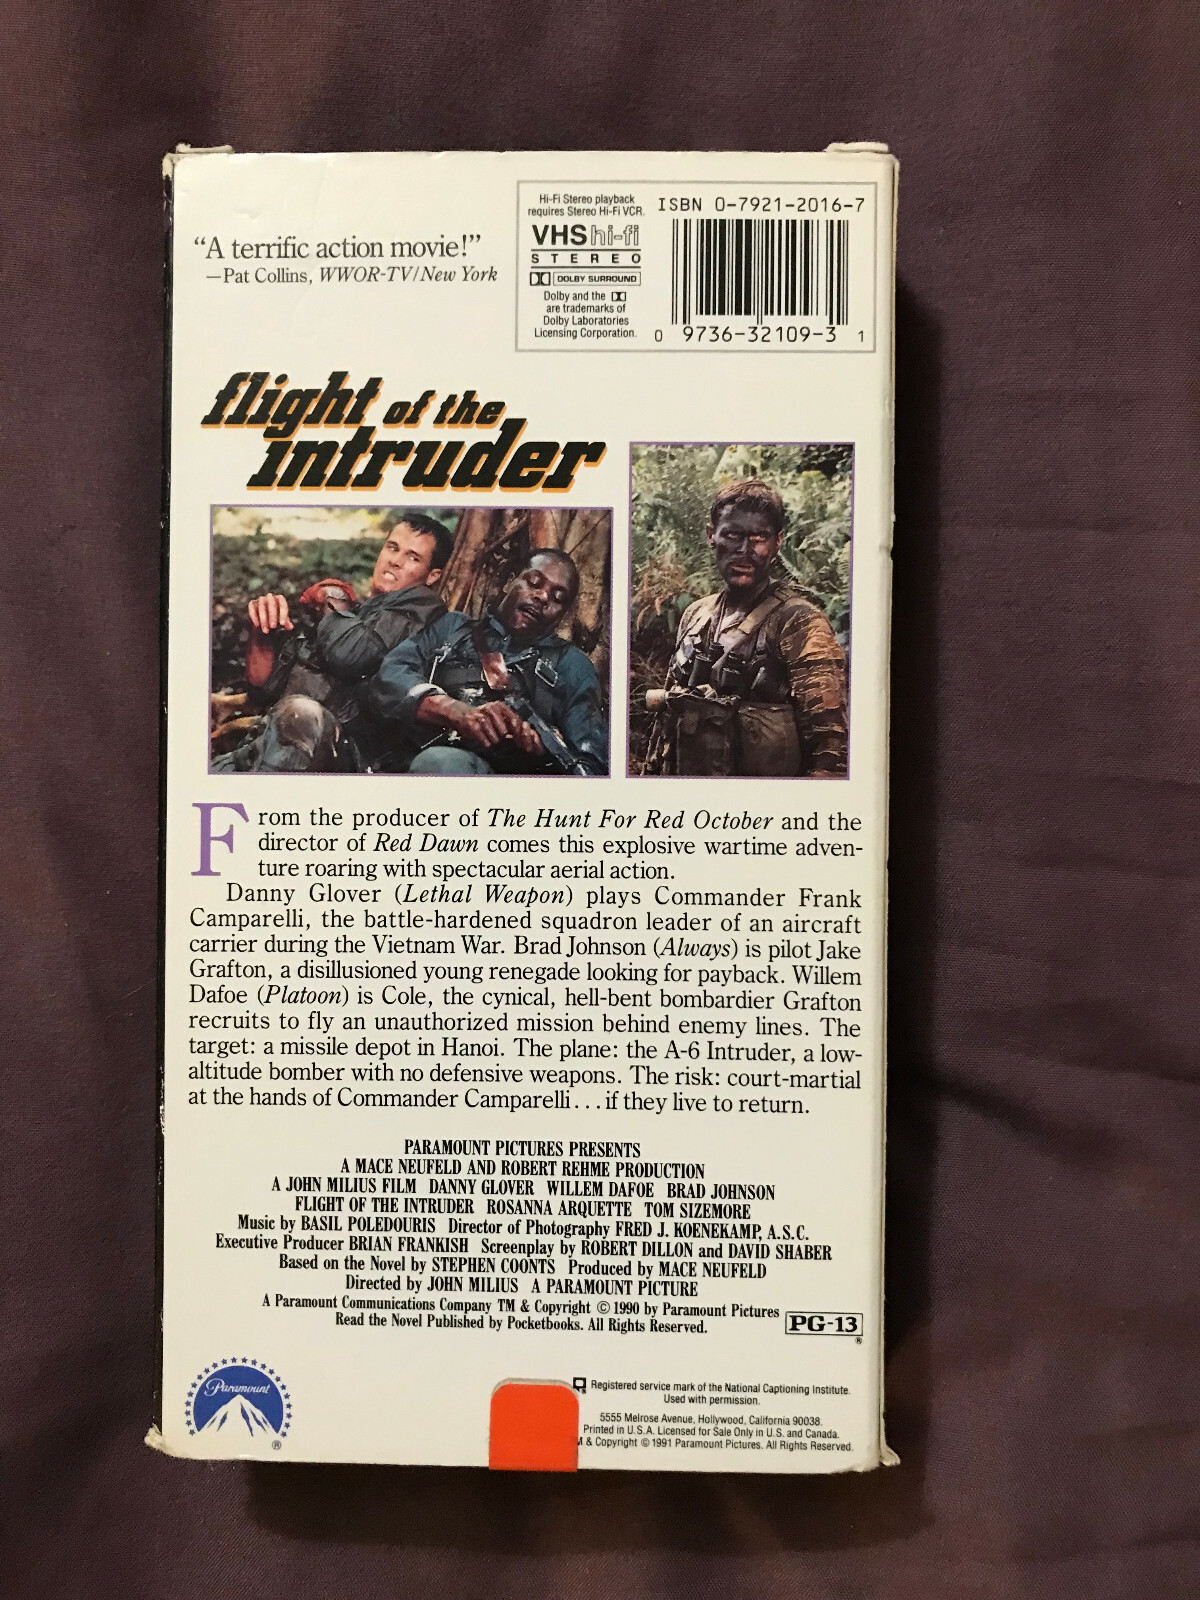 "A terrific action movie!"
—Pat Collins, WWOR-TV/New York
Hi-Fi Stereo playback
requires Stereo Hi-Fi VCR.
VHS hi-fi
STEREO
DOLBY SURROUND
Dolby and the
are trademarks of
Dolby Laboratories
Licensing Corporation.
ISBN 0-7921-2016-7
0 9736-32109-3 1
flight of the
intruder
From the producer of The Hunt For Red October and the
director of Red Dawn comes this explosive wartime adven-
ture roaring with spectacular aerial action.
Danny Glover (Lethal Weapon) plays Commander Frank
Camparelli, the battle-hardened squadron leader of an aircraft
carrier during the Vietnam War. Brad Johnson (Always) is pilot Jake
Grafton, a disillusioned young renegade looking for payback. Willem
Dafoe (Platoon) is Cole, the cynical, hell-bent bombardier Grafton
recruits to fly an unauthorized mission behind enemy lines. The
target: a missile depot in Hanoi. The plane: the A-6 Intruder, a low-
altitude bomber with no defensive weapons. The risk: court-martial
at the hands of Commander Camparelli...if they live to return.
PARAMOUNT PICTURES PRESENTS
A MACE NEUFELD AND ROBERT REHME PRODUCTION
A JOHN MILIUS FILM DANNY GLOVER WILLEM DAFOE BRAD JOHNSON
FLIGHT OF THE INTRUDER ROSANNA ARQUETTE TOM SIZEMORE
Music by BASIL POLEDOURIS Director of Photography FRED J. KOENEKAMP, A.S.C.
Executive Producer BRIAN FRANKISH Screenplay by ROBERT DILLON and DAVID SHABER
Based on the Novel by STEPHEN COONTS Produced by MACE NEUFELD
Directed by JOHN MILIUS A PARAMOUNT PICTURE
A Paramount Communications Company TM & Copyright © 1990 by Paramount Pictures
Read the Novel Published by Pocketbooks. All Rights Reserved.
PG-13
®
Paramount
®
Registered service mark of the National Captioning Institute.
Used with permission.
5555 Melrose Avenue, Hollywood, California 90038.
Printed in U.S.A. Licensed for Sale Only in U.S. and Canada.
& Copyright © 1991 Paramount Pictures. All Rights Reserved.